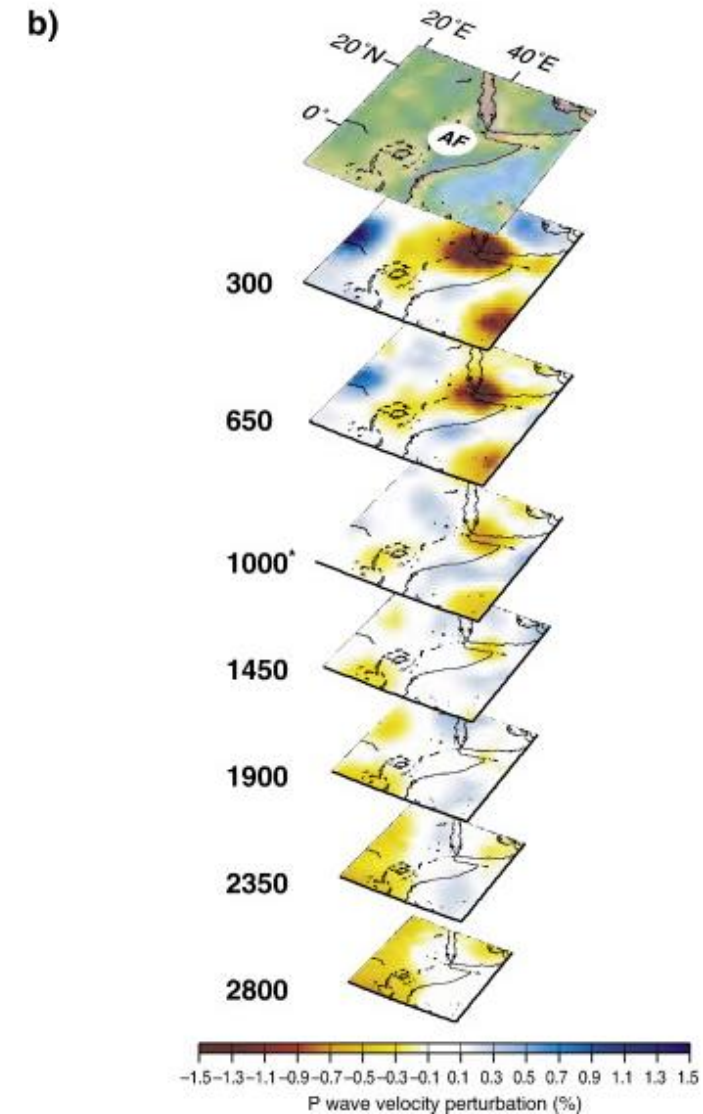 b)
20°E
20°N
40°E
0°
AF
300
650
1000*
1450
1900
2350
2800
−1.5−1.3−1.1−0.9−0.7−0.5−0.3−0.1 0.1 0.3 0.5 0.7 0.9 1.1 1.3 1.5
P wave velocity perturbation (%)